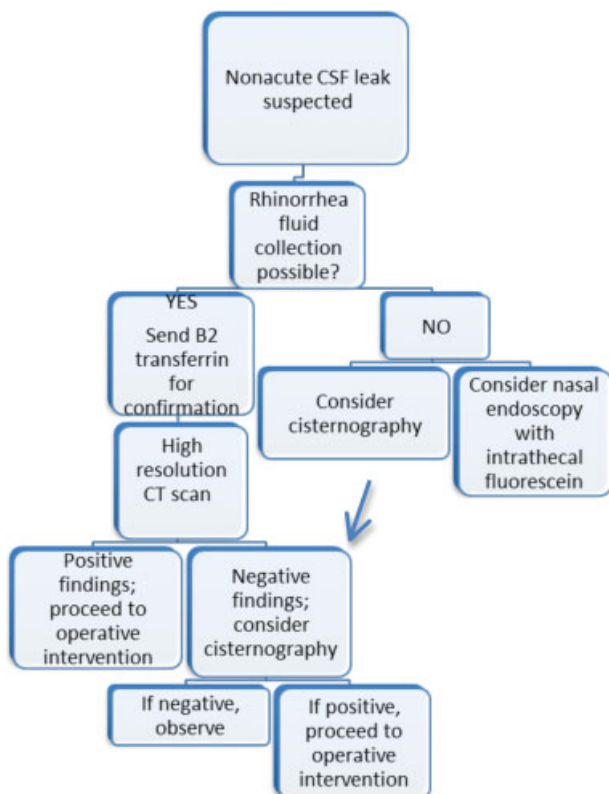 Nonacute CSF leak
suspected
Rhinorrhea
fluid
collection
possible?
YES
Send B2
transferrin
for
confirmation
NO
Consider
cisternography
Consider nasal
endoscopy
with
intrathecal
fluorescein
High
resolution
CT scan
Positive
findings;
proceed to
operative
intervention
Negative
findings;
consider
cisternography
If negative,
observe
If positive,
proceed to
operative
intervention